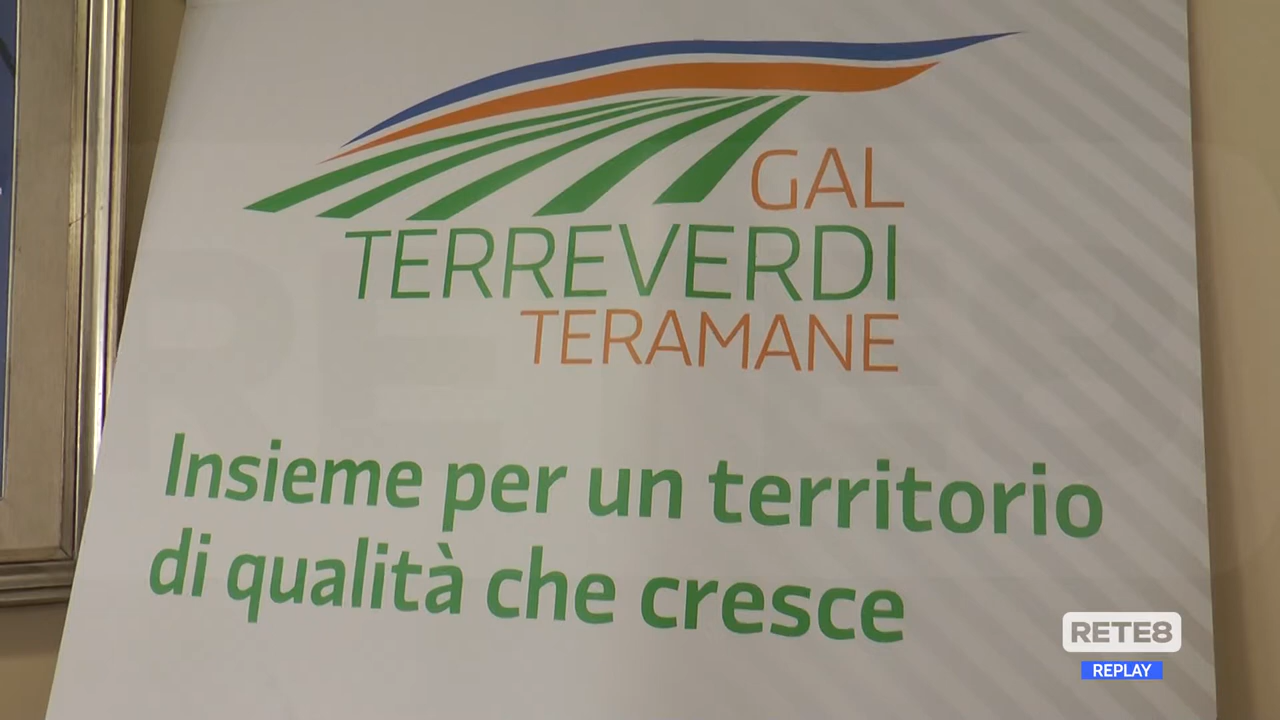 GAL
TERREVERDI
TERAMANE
Insieme per un territorio
di qualità che cresce
RETE8
REPLAY